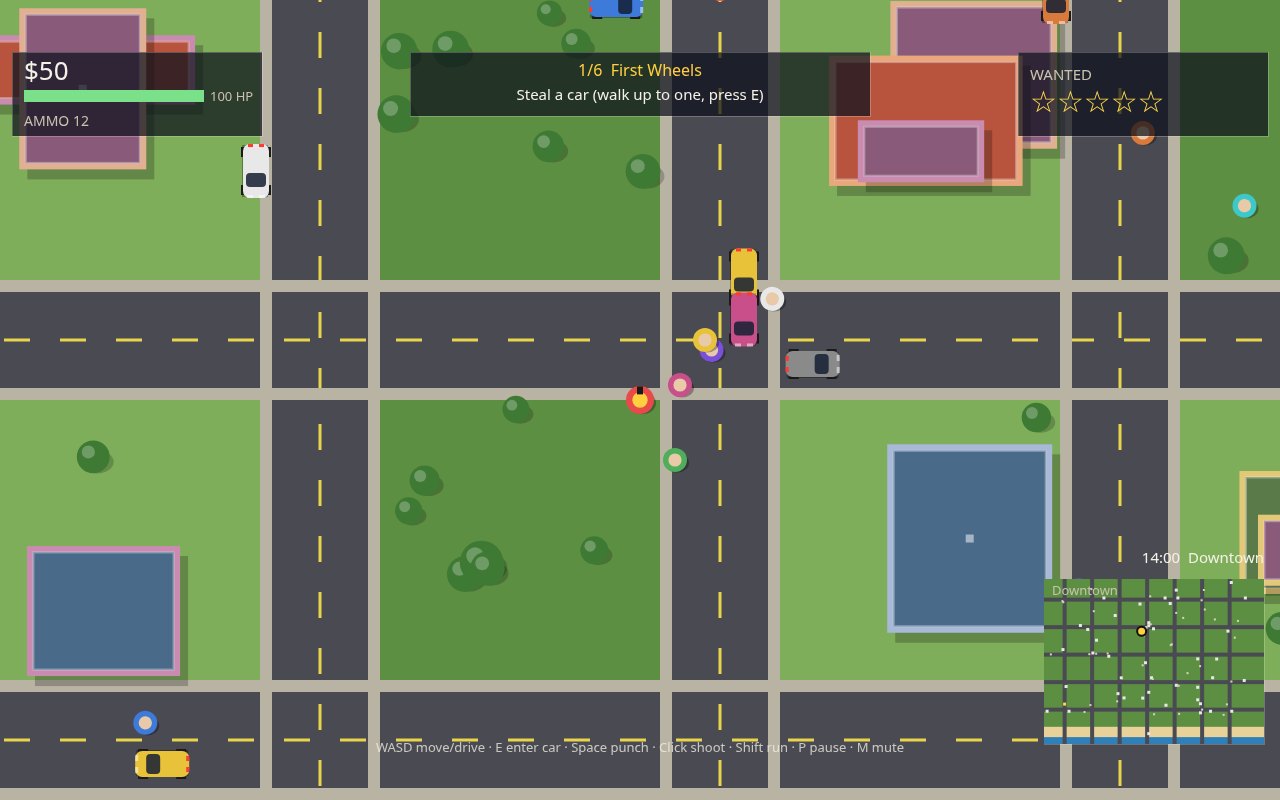 $50
100 HP
AMMO 12
1/6 First Wheels
Steal a car (walk up to one, press E)
WANTED
☆☆☆☆☆
14:00 Downtown
Downtown
WASD move/drive · E enter car · Space punch · Click shoot · Shift run · P pause · M mute